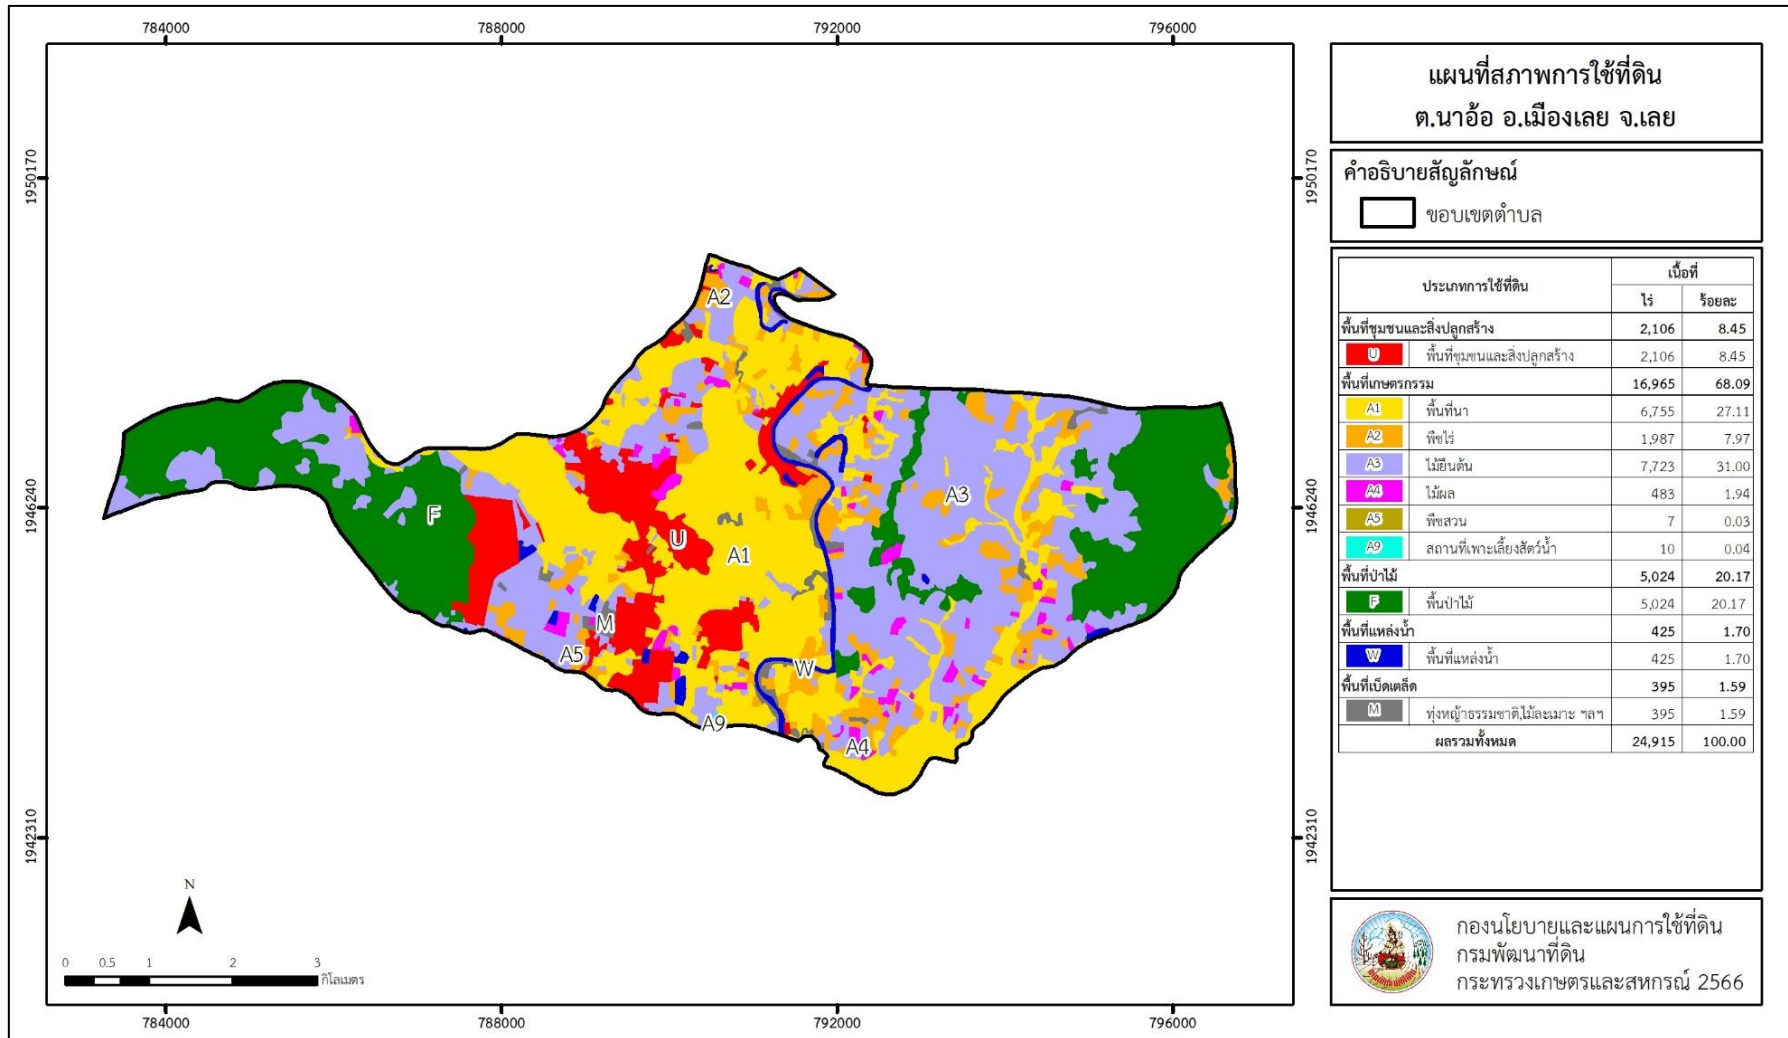 784000
788000
792000
796000
1950170
1946240
1942310
1950170
1946240
1942310
784000
788000
792000
796000
A2
F
A3
U
A1
M
A5
W
A9
A4
N
0 0.5 1 2 3
กิโลเมตร
แผนที่สภาพการใช้ที่ดิน
ต.นาอ้อ อ.เมืองเลย จ.เลย
คำอธิบายสัญลักษณ์
ขอบเขตตำบล
ประเภทการใช้ที่ดิน เนื้อที่
ไร่ ร้อยละ
พื้นที่ชุมชนและสิ่งปลูกสร้าง 2,106 8.45
U พื้นที่ชุมชนและสิ่งปลูกสร้าง 2,106 8.45
พื้นที่เกษตรกรรม 16,965 68.09
A1 พื้นที่นา 6,755 27.11
A2 พืชไร่ 1,987 7.97
A3 ไม้ยืนต้น 7,723 31.00
A4 ไม้ผล 483 1.94
A5 พืชสวน 7 0.03
A9 สถานที่เพาะเลี้ยงสัตว์น้ำ 10 0.04
พื้นที่ป่าไม้ 5,024 20.17
F พื้นป่าไม้ 5,024 20.17
พื้นที่แหล่งน้ำ 425 1.70
W พื้นที่แหล่งน้ำ 425 1.70
พื้นที่เบ็ดเตล็ด 395 1.59
M ทุ่งหญ้าธรรมชาติ,ไม้ละเมาะ ฯลฯ 395 1.59
ผลรวมทั้งหมด 24,915 100.00
กองนโยบายและแผนการใช้ที่ดิน
กรมพัฒนาที่ดิน
กระทรวงเกษตรและสหกรณ์ 2566